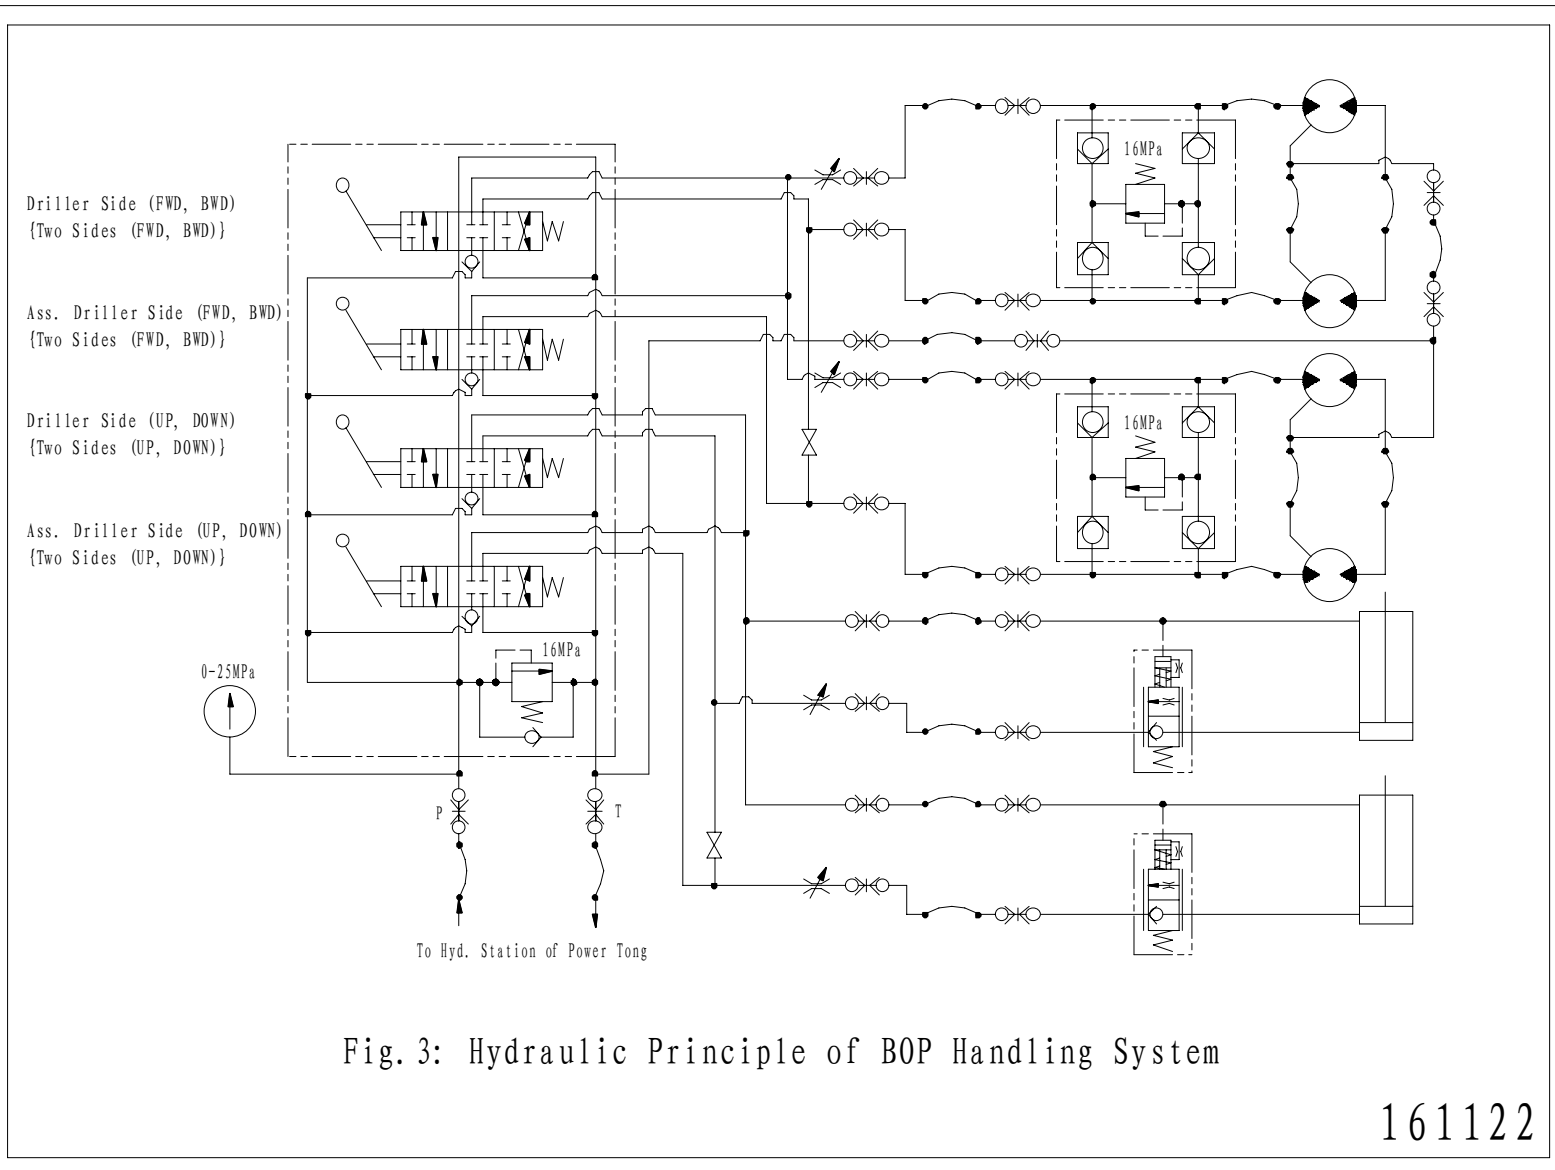 Driller Side (FWD, BWD)
{Two Sides (FWD, BWD)}
Ass. Driller Side (FWD, BWD)
{Two Sides (FWD, BWD)}
Driller Side (UP, DOWN)
{Two Sides (UP, DOWN)}
Ass. Driller Side (UP, DOWN)
{Two Sides (UP, DOWN)}
16MPa
16MPa
16MPa
0-25MPa
P
T
To Hyd. Station of Power Tong
Fig. 3: Hydraulic Principle of BOP Handling System
161122